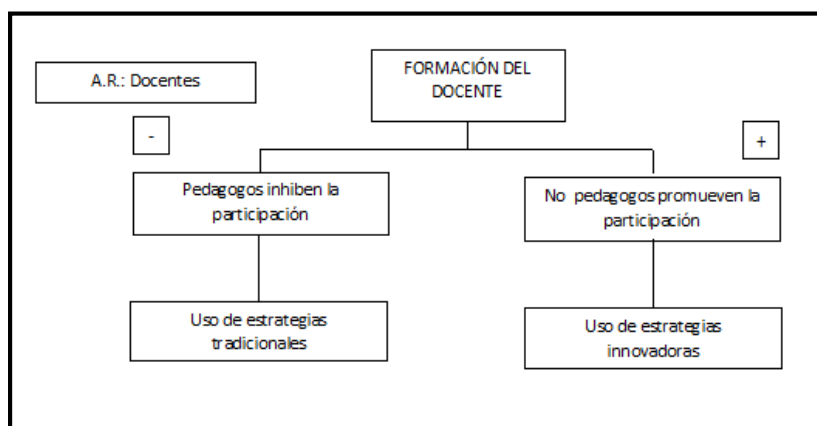 FORMACIÓN DEL
DOCENTE
A.R.: Docentes
-
+
Pedagogos inhiben la
participación
No pedagogos promueven la
participación
Uso de estrategias
tradicionales
Uso de estrategias
innovadoras